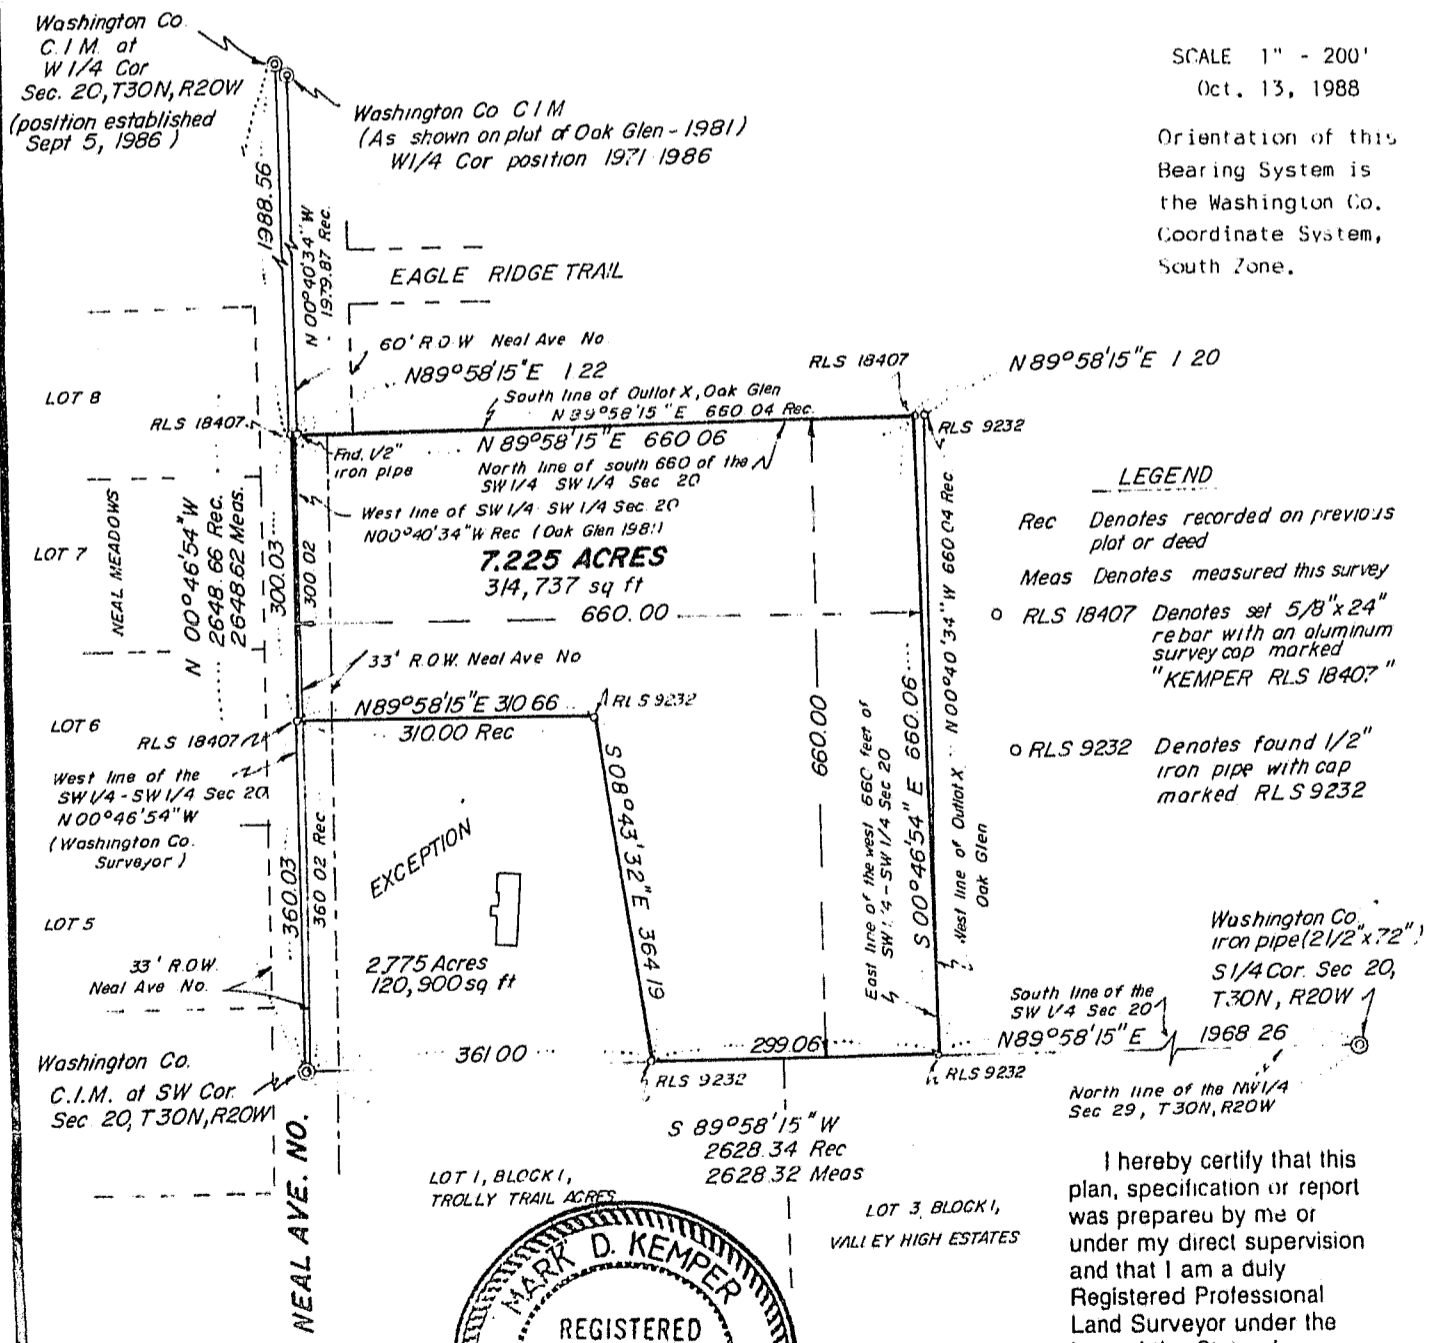 Washington Co.
C.I.M. at
W 1/4 Cor
Sec. 20, T30N, R20W
(position established
Sept 5, 1986)
Washington Co C I M
(As shown on plat of Oak Glen - 1981)
W1/4 Cor position 1971 1986
SCALE 1" - 200'
Oct. 13, 1988
Orientation of this
Bearing System is
the Washington Co.
Coordinate System,
South Zone.
1988.56
N 00°40'34"W
1979.87 Rec.
EAGLE RIDGE TRAIL
60' R.O.W Neal Ave No
N89°58'15"E 1 22
South line of Outlot X, Oak Glen
N 89°58'15"E 660 04 Rec.
RLS 18407
N 89°58'15"E 1 20
LOT 8
RLS 18407
Fnd. 1/2"
iron pipe
N 89°58'15"E 660 06
North line of south 660 of the
SW 1/4 SW 1/4 Sec 20
RLS 9232
West line of SW 1/4 SW 1/4 Sec. 20
N00°40'34"W Rec (Oak Glen 1981)
7.225 ACRES
314,737 sq ft
660.00
LEGEND
Rec Denotes recorded on previous
plat or deed
Meas Denotes measured this survey
RLS 18407 Denotes set 5/8"x 24"
rebar with an aluminum
survey cap marked
"KEMPER RLS 18407"
RLS 9232 Denotes found 1/2"
iron pipe with cap
marked RLS 9232
LOT 7
NEAL MEADOWS
N 00°46'54"W
2648.66 Rec.
2648.62 Meas.
300.03
300.02
33' R.O.W. Neal Ave No
N89°58'15"E 310 66
310.00 Rec
RLS 9232
LOT 6
RLS 18407
West line of the
SW 1/4 - SW 1/4 Sec 20
N00°46'54"W
(Washington Co.
Surveyor)
S 08°43'32"E 364 19
660.00
East line of the west 660 feet of
SW 1/4 - SW 1/4 Sec 20
S 00°46'54" E 660.06
West line of Outlot X N00°40'34"W 660 04 Rec
Oak Glen
360.03
360 02 Rec
EXCEPTION
2.775 Acres
120,900 sq ft
LOT 5
33' R.O.W.
Neal Ave No.
Washington Co.
iron pipe (2 1/2"x 72")
S 1/4 Cor. Sec 20,
T30N, R20W
South line of the
SW 1/4 Sec 20
N89°58'15"E 1968 26
361.00
299.06
RLS 9232
RLS 9232
Washington Co.
C.I.M. at SW Cor.
Sec 20, T30N, R20W
North line of the NW 1/4
Sec 29, T30N, R20W
S 89°58'15"W
2628.34 Rec
2628.32 Meas
NEAL AVE. NO.
LOT 1, BLOCK 1,
TROLLY TRAIL ACRES
LOT 3, BLOCK 1,
VALLEY HIGH ESTATES
MARK D. KEMPER
REGISTERED
I hereby certify that this
plan, specification or report
was prepared by me or
under my direct supervision
and that I am a duly
Registered Professional
Land Surveyor under the